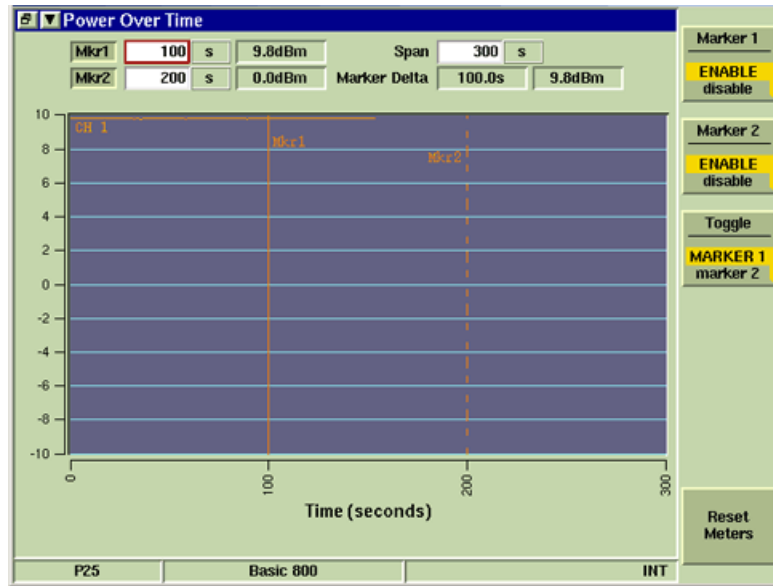 Power Over Time
Mkr1 100 s 9.8dBm Span 300 s
Mkr2 200 s 0.0dBm Marker Delta 100.0s 9.8dBm
10
8
6
4
2
0
-2
-4
-6
-8
-10
CH 1
Mkr1
Mkr2
0 100 200 300
Time (seconds)
Marker 1
ENABLE
disable
Marker 2
ENABLE
disable
Toggle
MARKER 1
marker 2
Reset
Meters
P25 Basic 800 INT